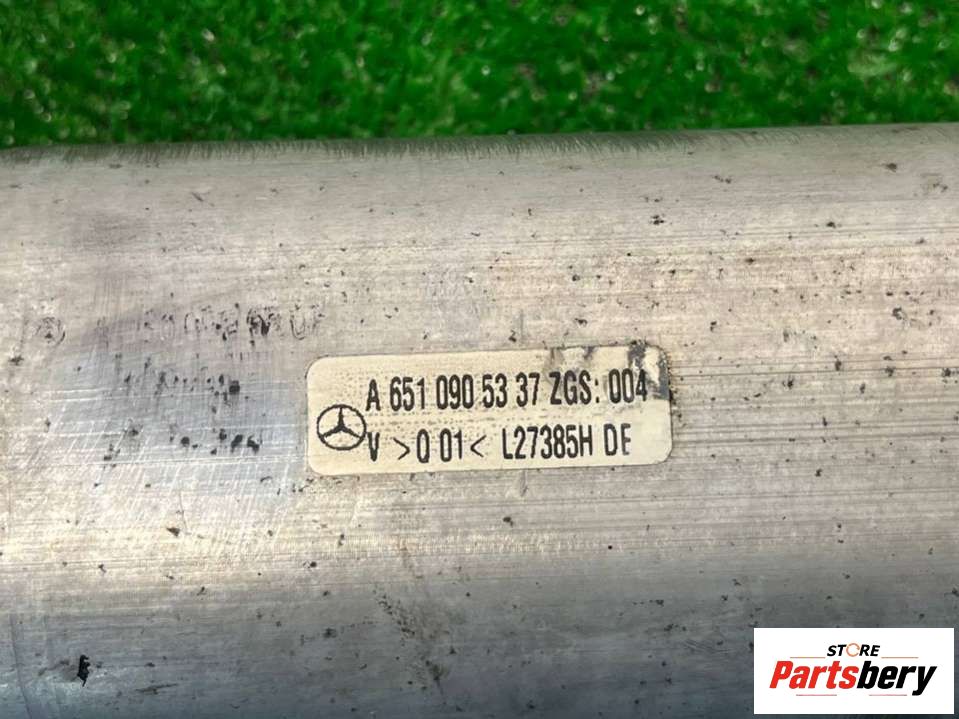 A 651 090 53 37 ZGS: 004
V >Q 01< L27385H DE
STORE
Partsbery